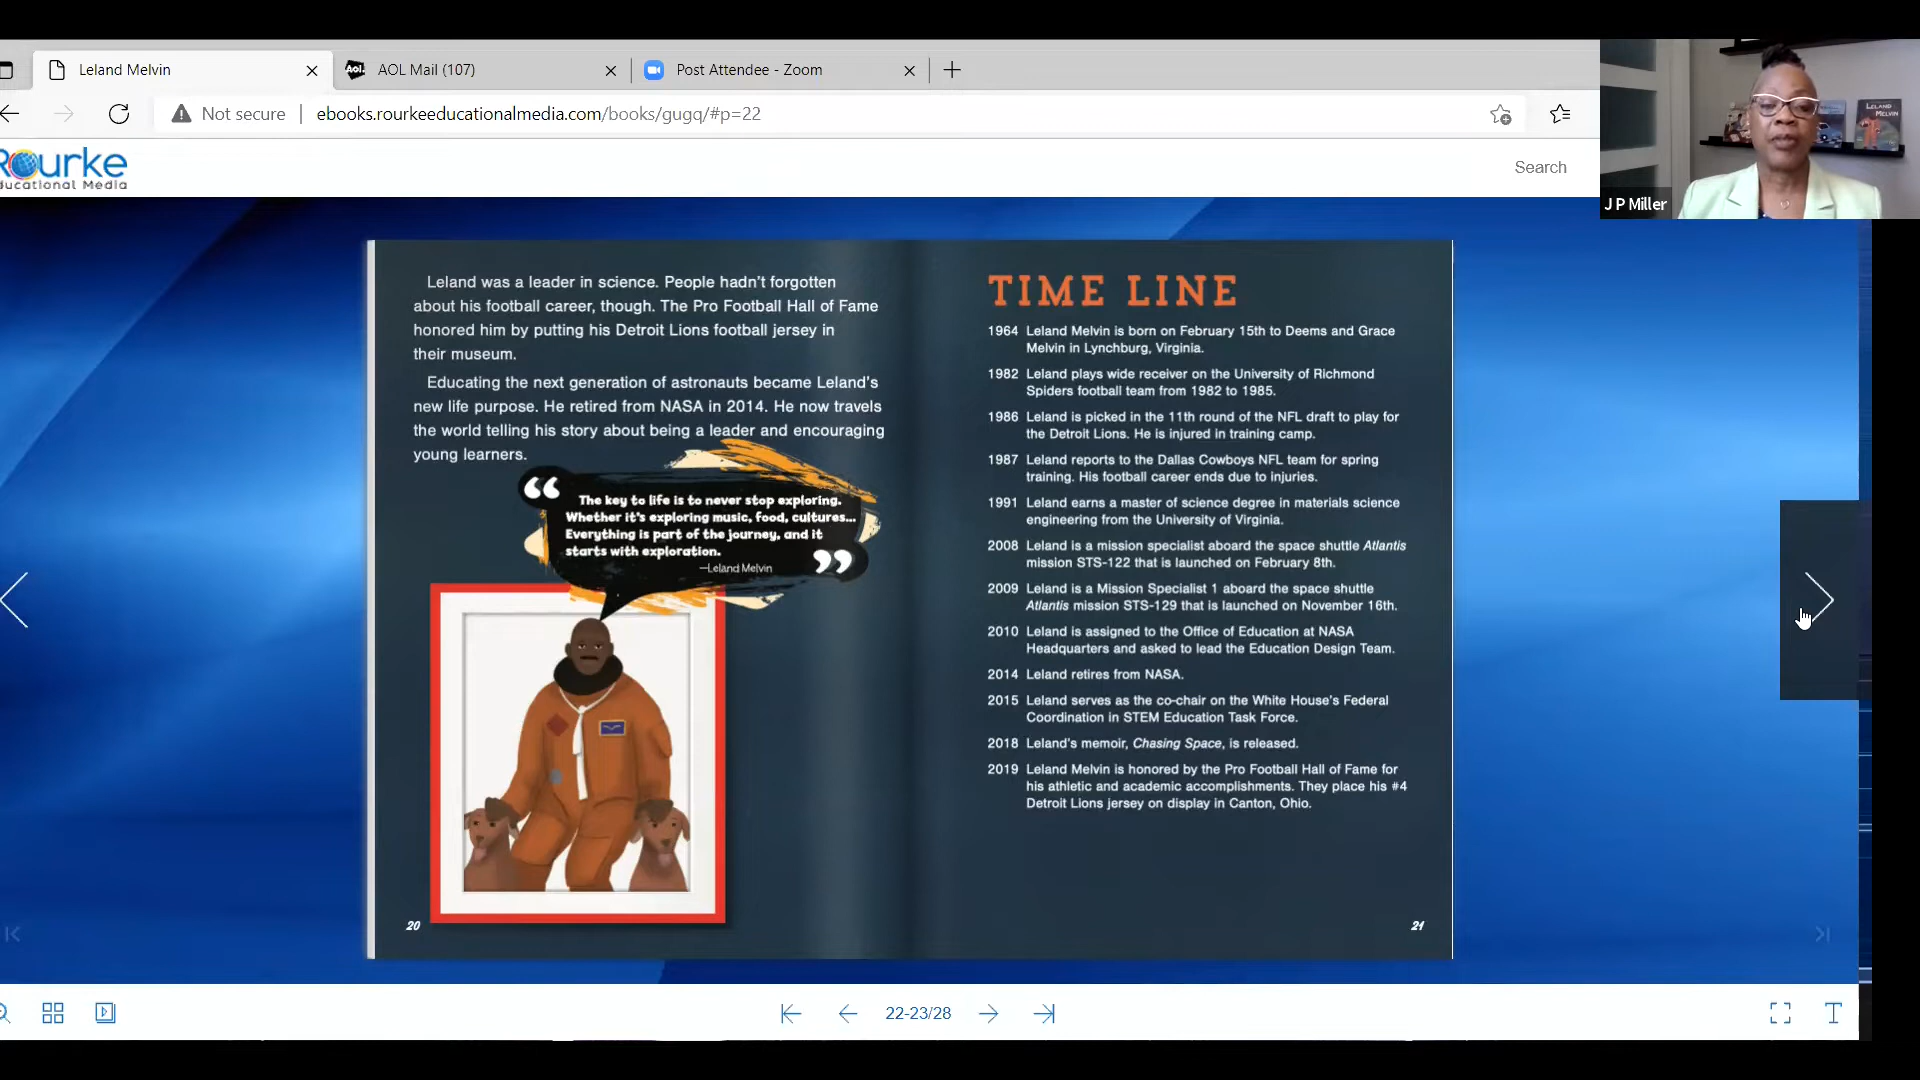 Leland Melvin
AOL Mail (107)
Post Attendee - Zoom
Not secure
ebooks.rourkeeducationalmedia.com/books/gugq/#p=22
Rourke
ducational Media
Search
LELAND
MELVIN
J P Miller
Leland was a leader in science. People hadn't forgotten
about his football career, though. The Pro Football Hall of Fame
honored him by putting his Detroit Lions football jersey in
their museum.
Educating the next generation of astronauts became Leland's
new life purpose. He retired from NASA in 2014. He now travels
the world telling his story about being a leader and encouraging
young learners.
“ The key to life is to never stop exploring.
Whether it's exploring music, food, cultures...
Everything is part of the journey, and it
starts with exploration. ”
—Leland Melvin
20
TIME LINE
1964 Leland Melvin is born on February 15th to Deems and Grace
Melvin in Lynchburg, Virginia.
1982 Leland plays wide receiver on the University of Richmond
Spiders football team from 1982 to 1985.
1986 Leland is picked in the 11th round of the NFL draft to play for
the Detroit Lions. He is injured in training camp.
1987 Leland reports to the Dallas Cowboys NFL team for spring
training. His football career ends due to injuries.
1991 Leland earns a master of science degree in materials science
engineering from the University of Virginia.
2008 Leland is a mission specialist aboard the space shuttle Atlantis
mission STS-122 that is launched on February 8th.
2009 Leland is a Mission Specialist 1 aboard the space shuttle
Atlantis mission STS-129 that is launched on November 16th.
2010 Leland is assigned to the Office of Education at NASA
Headquarters and asked to lead the Education Design Team.
2014 Leland retires from NASA.
2015 Leland serves as the co-chair on the White House's Federal
Coordination in STEM Education Task Force.
2018 Leland's memoir, Chasing Space, is released.
2019 Leland Melvin is honored by the Pro Football Hall of Fame for
his athletic and academic accomplishments. They place his #4
Detroit Lions jersey on display in Canton, Ohio.
21
22-23/28